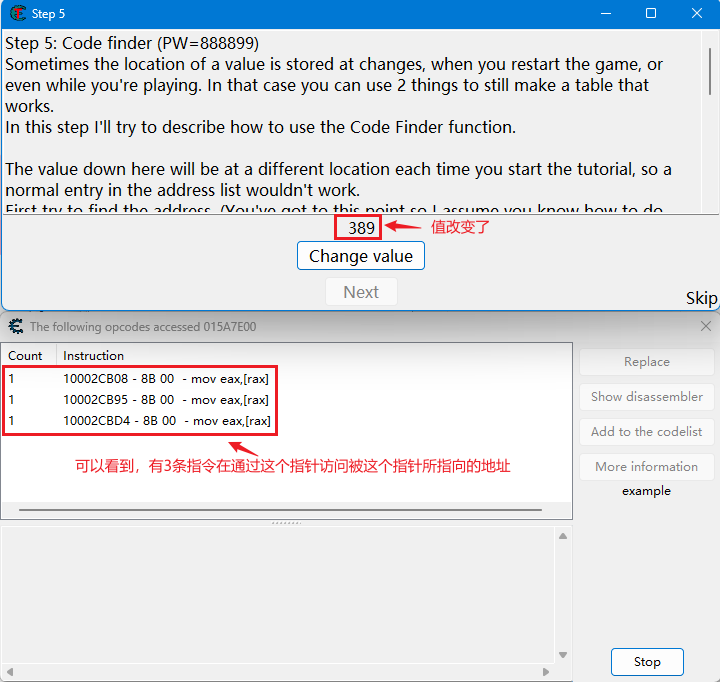 Step 5
Step 5: Code finder (PW=888899)
Sometimes the location of a value is stored at changes, when you restart the game, or
even while you're playing. In that case you can use 2 things to still make a table that
works.
In this step I'll try to describe how to use the Code Finder function.
The value down here will be at a different location each time you start the tutorial, so a
normal entry in the address list wouldn't work.
First try to find the address. (You've got to this point so I assume you know how to do
389
值改变了
Change value
Next
Skip
The following opcodes accessed 015A7E00
Count Instruction
1 10002CB08 - 8B 00 - mov eax,[rax]
1 10002CB95 - 8B 00 - mov eax,[rax]
1 10002CBD4 - 8B 00 - mov eax,[rax]
可以看到，有3条指令在通过这个指针访问被这个指针所指向的地址
Replace
Show disassembler
Add to the codelist
More information
example
Stop